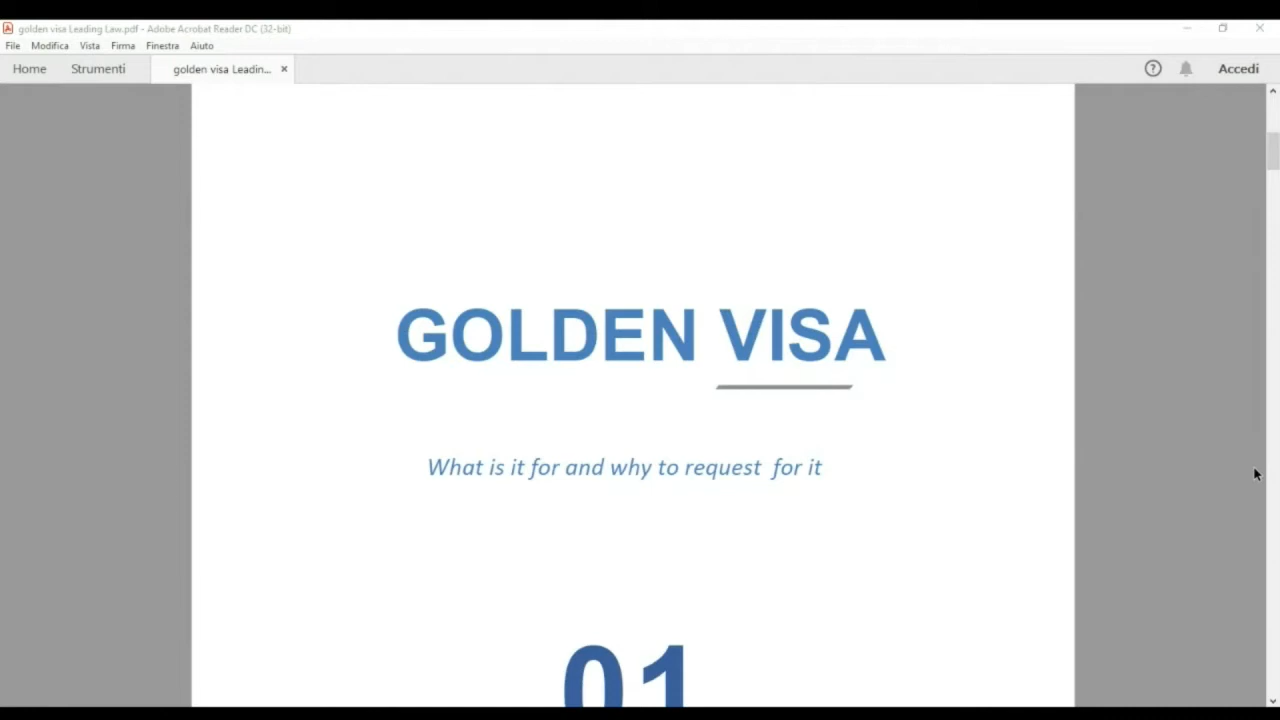 golden visa Leading Law.pdf - Adobe Acrobat Reader DC (32-bit)
File Modifica Vista Firma Finestra Aiuto
Home Strumenti golden visa Leadin... × ? Accedi
GOLDEN VISA
What is it for and why to request for it
01